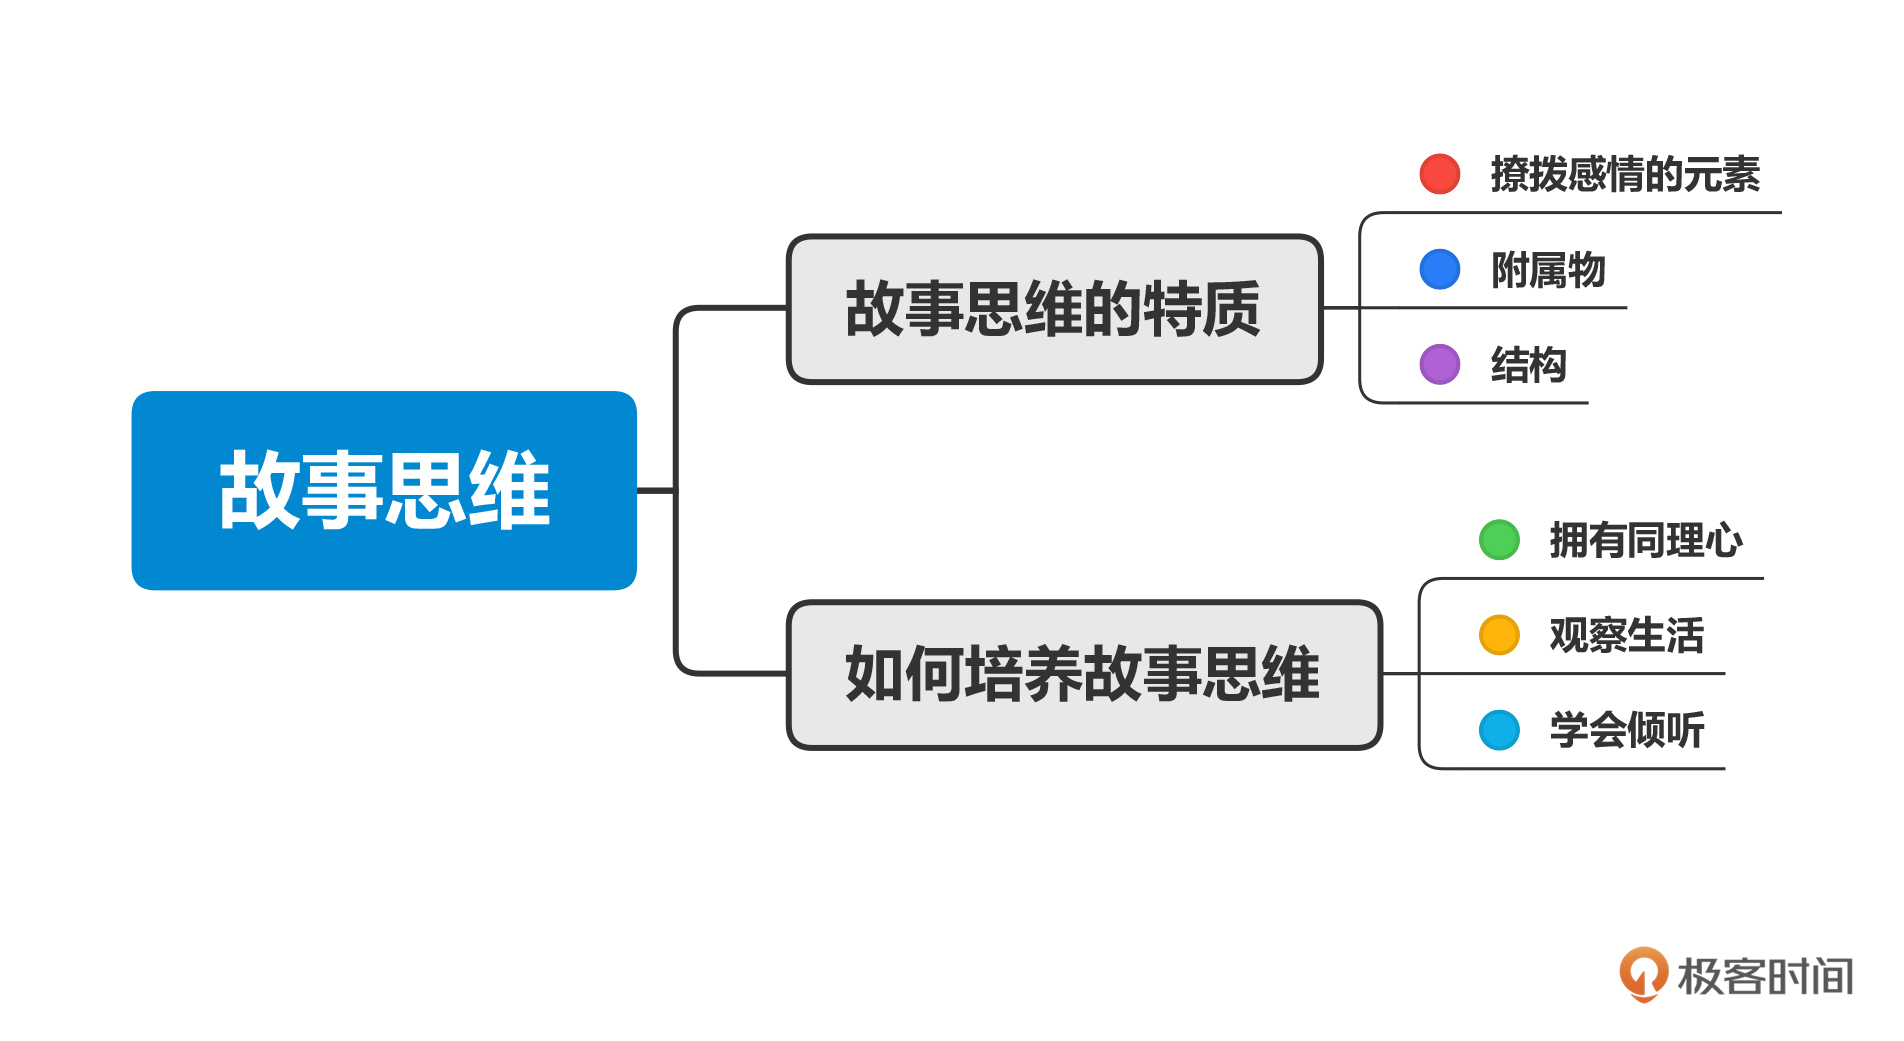 故事思维
故事思维的特质
撩拨感情的元素
附属物
结构
如何培养故事思维
拥有同理心
观察生活
学会倾听
极客时间